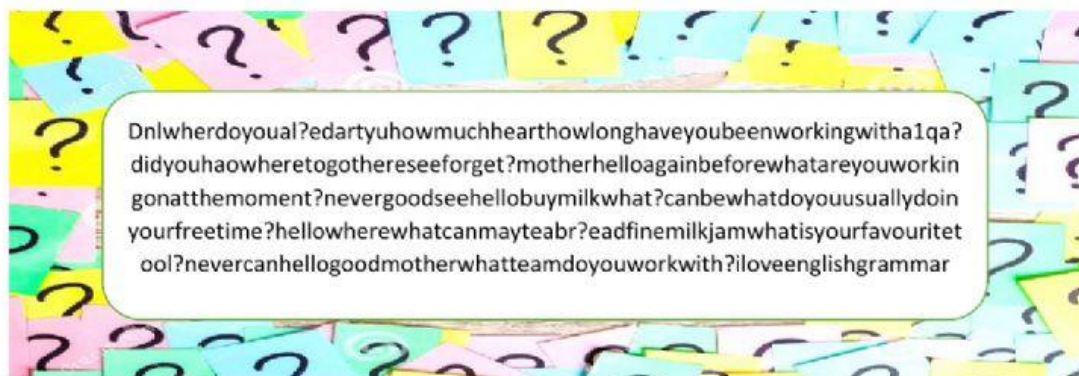 Dnlwherdoyoual?edartyuhowmuchhearthowlonghaveyoubeenworkingwitha1qa?
didyouhaowheretogothereseeforget?motherhelloagainbeforewhatareyouworkin
gonatthemoment?nevergoodseehellobuymilkwhat?canbewhatdoyouusuallydoin
yourfreetime?hellowherewhatcanmayteabr?eadfinemilkjamwhatisyourfavouritet
ool?nevercanhellogoodmotherwhatteamdoyouworkwith?iloveenglishgrammar